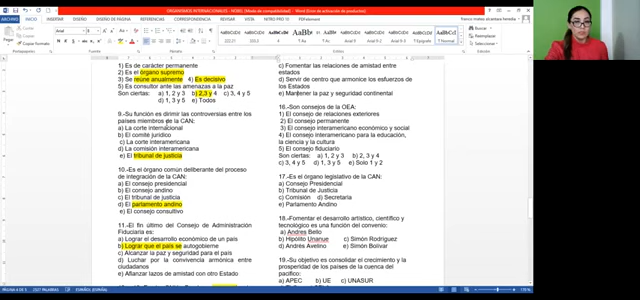 ORGANISMOS INTERNACIONALES - NOREL [Modo de compatibilidad] - Word (Error de activación de productos)
ARCHIVO INICIO INSERTAR DISEÑO DISEÑO DE PÁGINA REFERENCIAS CORRESPONDENCIA REVISAR VISTA NITRO PRO 10 PDFelement
1) Es de carácter permanente
2) Es el órgano supremo
3) Se reúne anualmente 4) Es decisivo
5) Es consultor ante las amenazas a la paz
Son ciertas: a) 1, 2 y 3 b) 2,3 y 4 c) 3, 4 y 5
d) 1, 3 y 5 e) Todos
9.-Su función es dirimir las controversias entre los
países miembros de la CAN:
a) La corte internacional
b) El comité jurídico
c) La corte interamericana
d) La comisión interamericana
e) El tribunal de justicia
10.-Es el órgano común deliberante del proceso
de integración de la CAN:
a) El consejo presidencial
b) El consejo andino
c) El tribunal de justicia
d) El parlamento andino
e) El consejo consultivo
11.-El fin último del Consejo de Administración
Fiduciaria es:
a) Lograr el desarrollo económico de un país
b) Lograr que el país se autogobierne
c) Alcanzar la paz y seguridad para el país
d) Luchar por la convivencia armónica entre
ciudadanos
e) Afianzar lazos de amistad con otro Estado
c) Fomentar las relaciones de amistad entre
estados
d) Servir de centro que armonice los esfuerzos de
los Estados
e) Mantener la paz y seguridad continental
16.-Son consejos de la OEA:
1) El consejo de relaciones exteriores
2) El consejo permanente
3) El consejo interamericano económico y social
4) El consejo interamericano para la educación,
la ciencia y la cultura
5) El consejo fiduciario
Son ciertas: a) 1, 2 y 3 b) 2, 3 y 4
c) 3, 4 y 5 d) 1, 3 y 5 e) Solo 1 y 2
17.-Es el órgano legislativo de la CAN:
a) Consejo Presidencial
b) Tribunal de Justicia
c) Comisión d) Secretaria
e) Parlamento Andino
18.-Fomentar el desarrollo artístico, científico y
tecnológico es una función del convenio:
a) Andres Bello
b) Hipólito Unanue c) Simón Rodríguez
d) Andrés Avelino e) Simón Bolívar
19.-Su objetivo es consolidar el crecimiento y la
prosperidad de los países de la cuenca del
pacifico:
a) APEC b) UE c) UNASUR